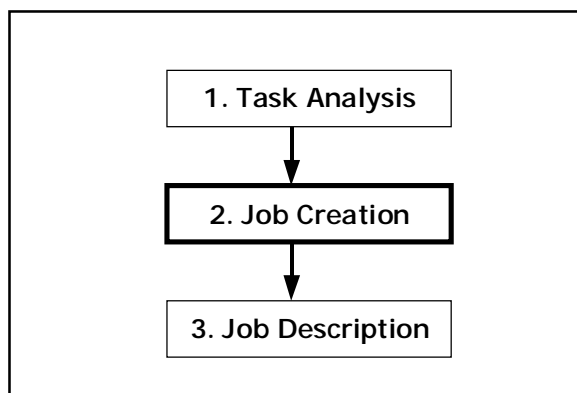 1. Task Analysis
2. Job Creation
3. Job Description